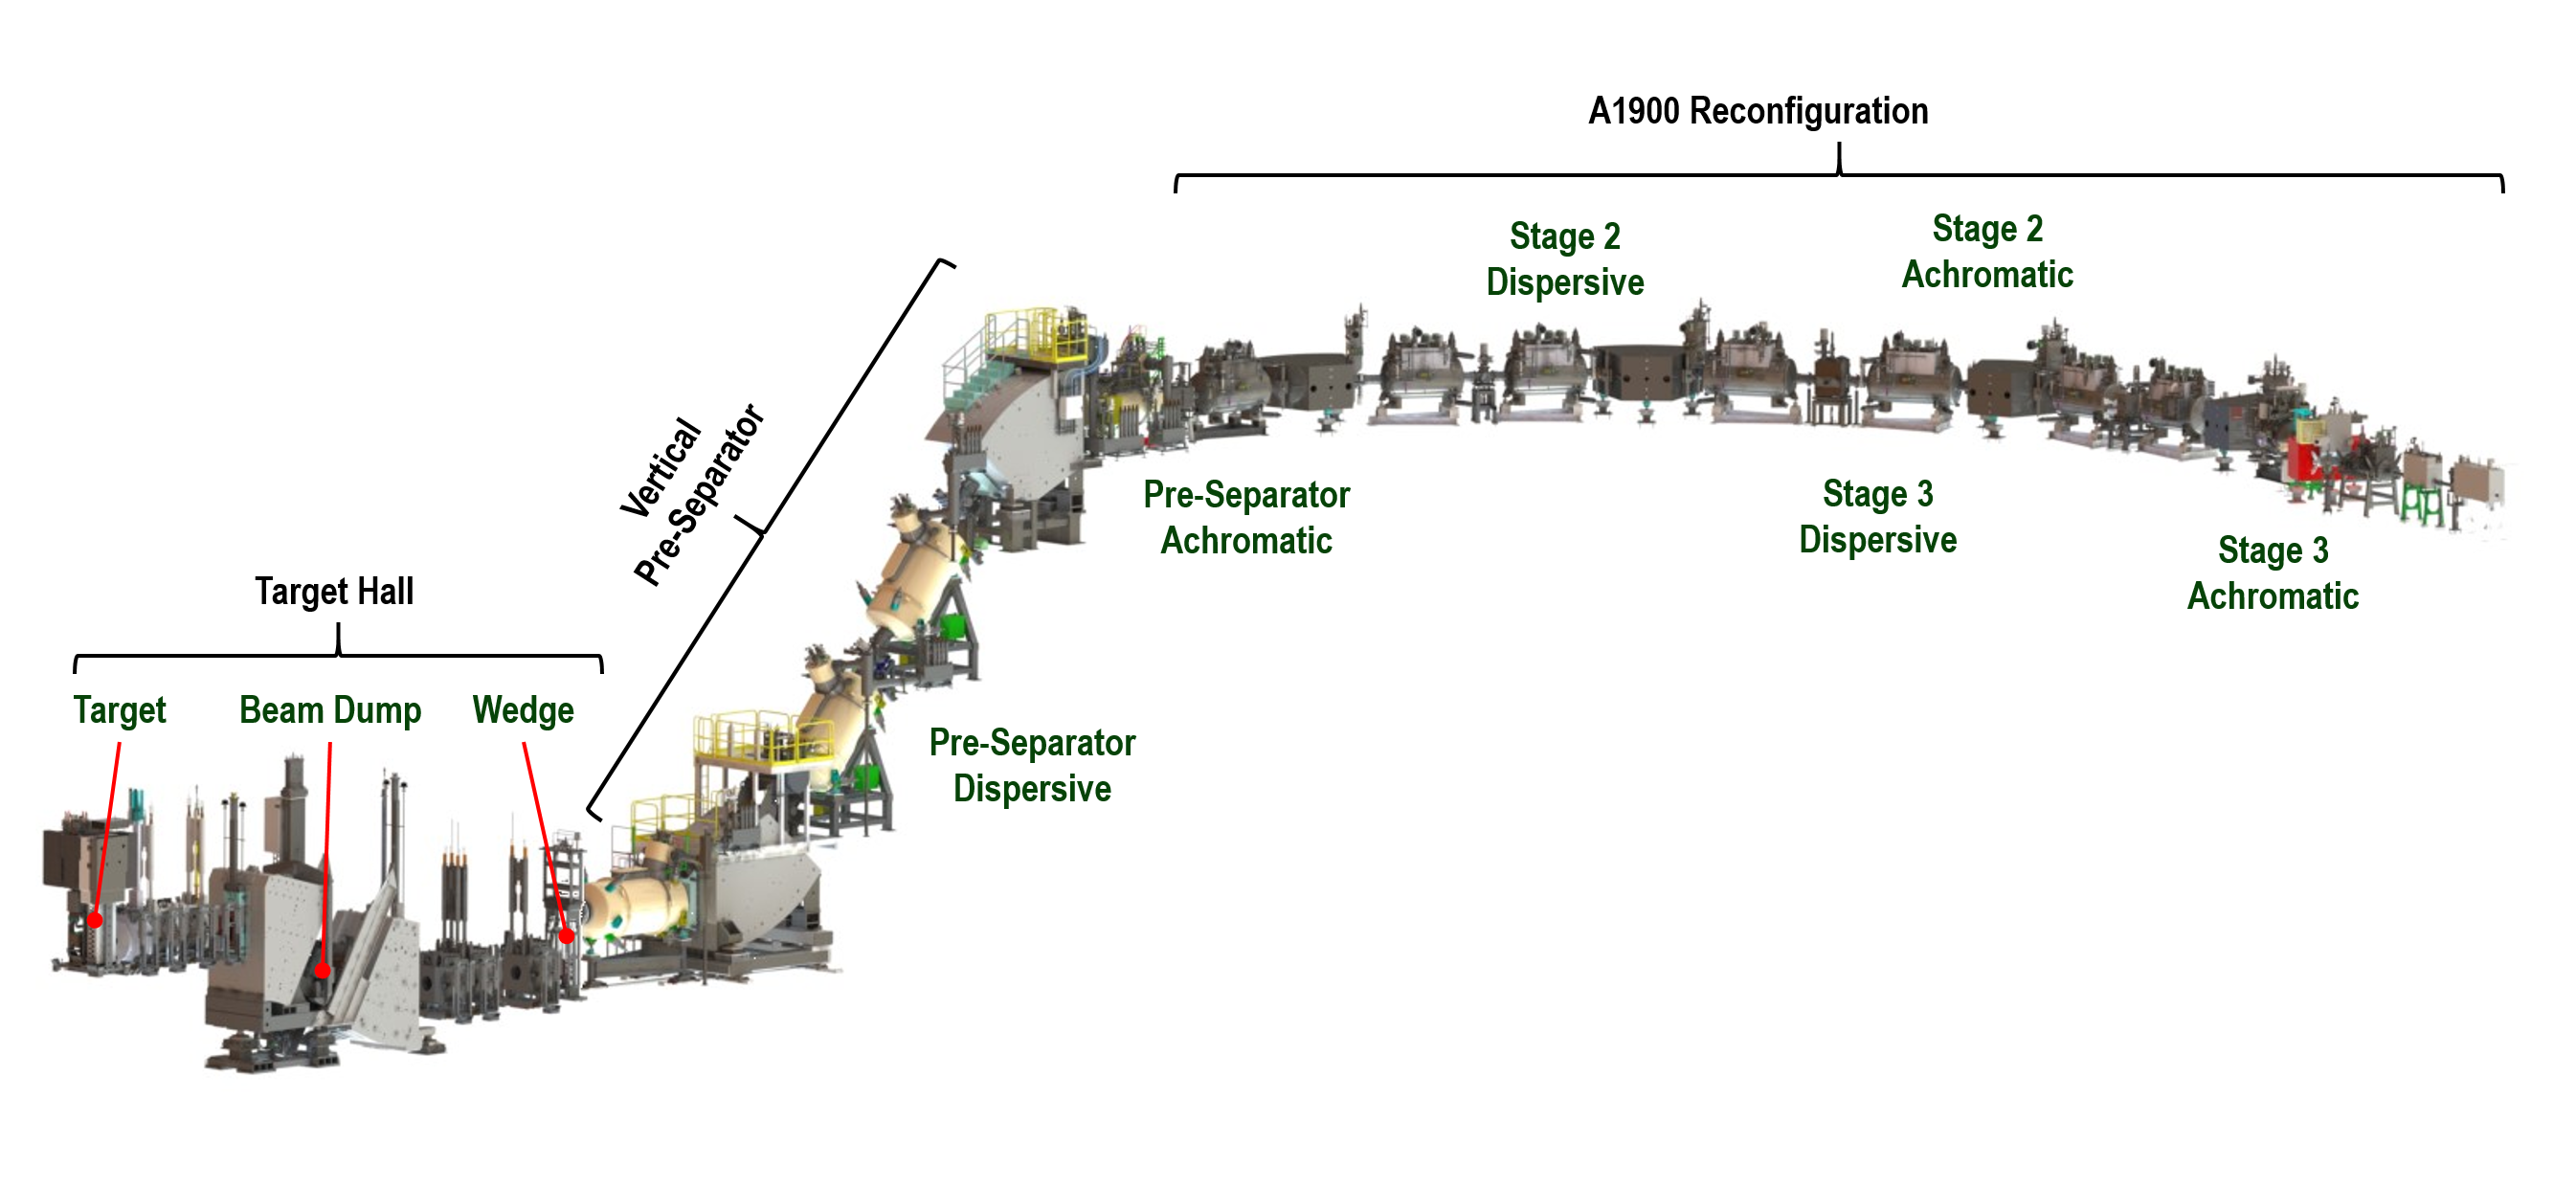 A1900 Reconfiguration
Stage 2
Dispersive
Stage 2
Achromatic
Vertical
Pre-Separator
Pre-Separator
Achromatic
Stage 3
Dispersive
Stage 3
Achromatic
Target Hall
Target
Beam Dump
Wedge
Pre-Separator
Dispersive